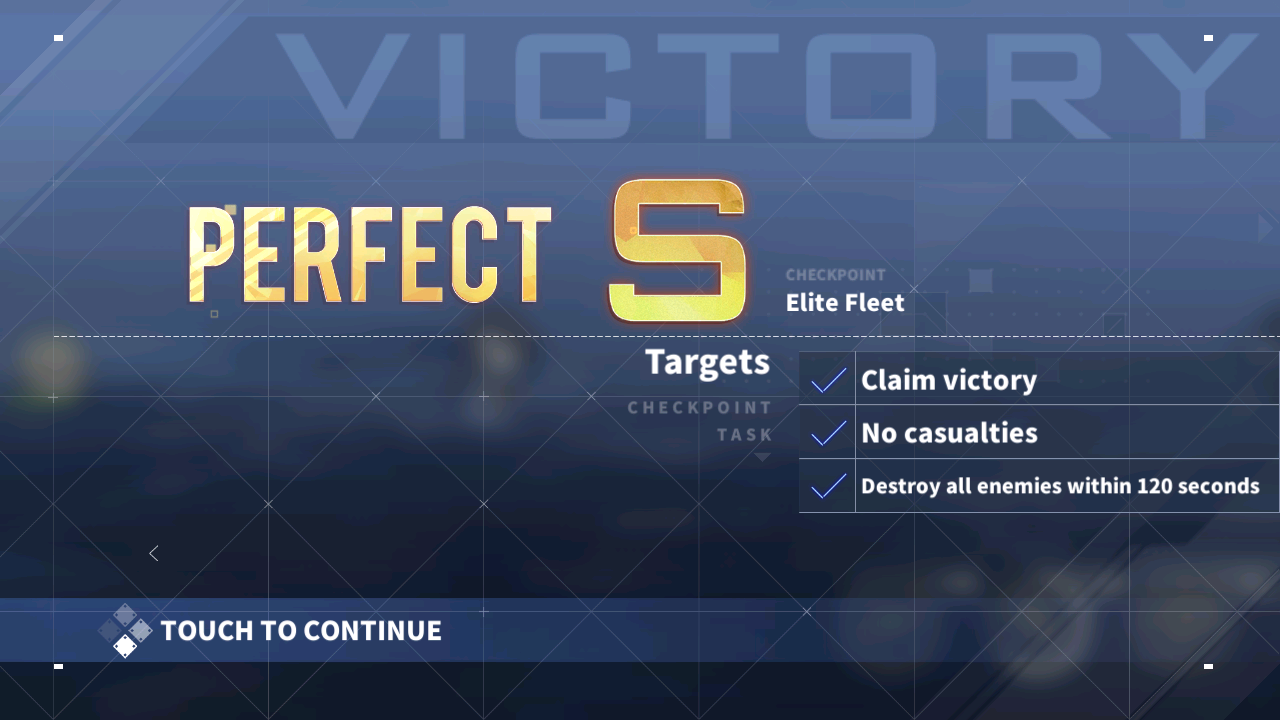 VICTORY
PERFECT S
CHECKPOINT
Elite Fleet
Targets
CHECKPOINT
TASK
Claim victory
No casualties
Destroy all enemies within 120 seconds
TOUCH TO CONTINUE